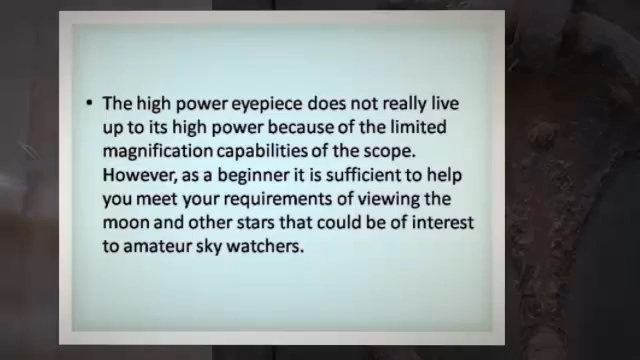 • The high power eyepiece does not really live
up to its high power because of the limited
magnification capabilities of the scope.
However, as a beginner it is sufficient to help
you meet your requirements of viewing the
moon and other stars that could be of interest
to amateur sky watchers.